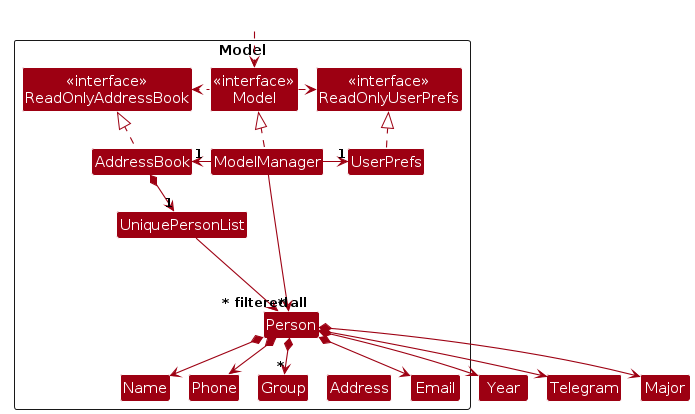 Model
«interface»
ReadOnlyAddressBook
«interface»
Model
«interface»
ReadOnlyUserPrefs
AddressBook
1
ModelManager
1
UserPrefs
1
UniquePersonList
* filtered
* all
Person
*
Name
Phone
Group
Address
Email
Year
Telegram
Major